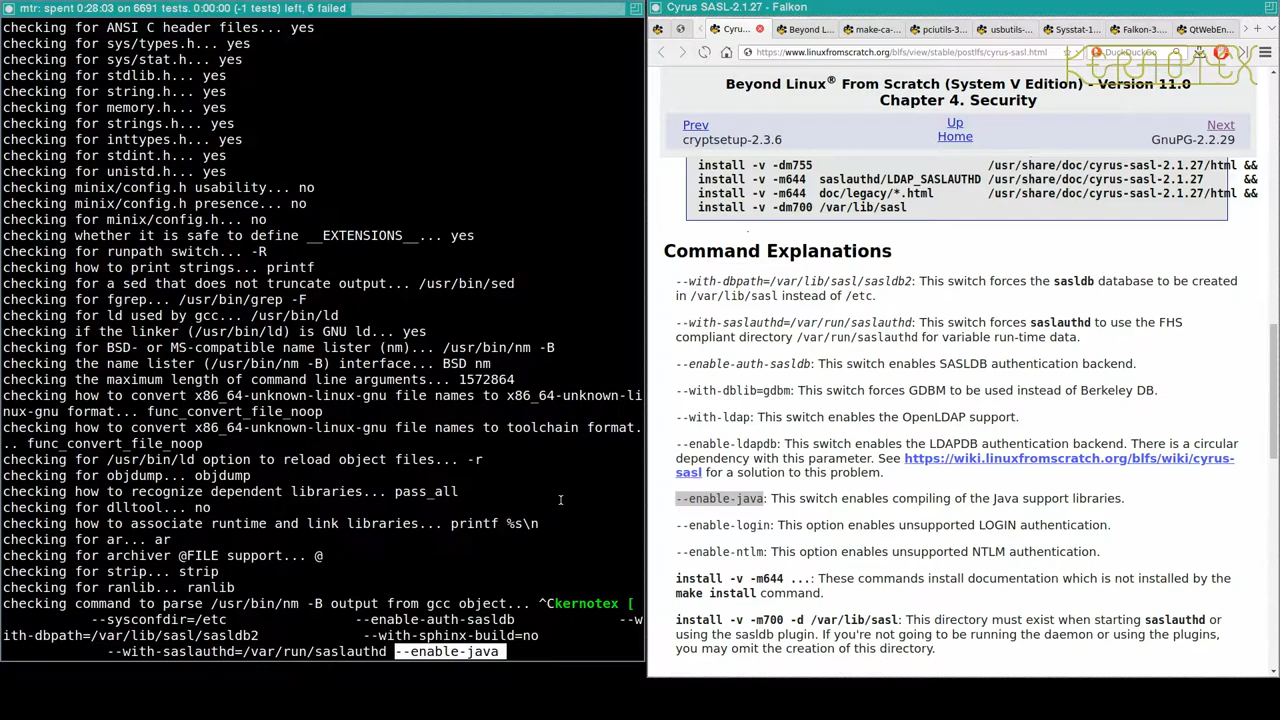 mtr: spent 0:28:03 on 6691 tests. 0:00:00 (-1 tests) left, 6 failed
checking for ANSI C header files... yes
checking for sys/types.h... yes
checking for sys/stat.h... yes
checking for stdlib.h... yes
checking for string.h... yes
checking for memory.h... yes
checking for strings.h... yes
checking for inttypes.h... yes
checking for stdint.h... yes
checking for unistd.h... yes
checking minix/config.h usability... no
checking minix/config.h presence... no
checking for minix/config.h... no
checking whether it is safe to define __EXTENSIONS__... yes
checking for runpath switch... -R
checking how to print strings... printf
checking for a sed that does not truncate output... /usr/bin/sed
checking for fgrep... /usr/bin/grep -F
checking for ld used by gcc... /usr/bin/ld
checking if the linker (/usr/bin/ld) is GNU ld... yes
checking for BSD- or MS-compatible name lister (nm)... /usr/bin/nm -B
checking the name lister (/usr/bin/nm -B) interface... BSD nm
checking the maximum length of command line arguments... 1572864
checking how to convert x86_64-unknown-linux-gnu file names to x86_64-unknown-li
nux-gnu format... func_convert_file_noop
checking how to convert x86_64-unknown-linux-gnu file names to toolchain format.
.. func_convert_file_noop
checking for /usr/bin/ld option to reload object files... -r
checking for objdump... objdump
checking how to recognize dependent libraries... pass_all
checking for dlltool... no
checking how to associate runtime and link libraries... printf %s\n
checking for ar... ar
checking for archiver @FILE support... @
checking for strip... strip
checking for ranlib... ranlib
checking command to parse /usr/bin/nm -B output from gcc object... ^Ckernotex [
--sysconfdir=/etc --enable-auth-sasldb --w
ith-dbpath=/var/lib/sasl/sasldb2 --with-sphinx-build=no
--with-saslauthd=/var/run/saslauthd --enable-java
Cyrus SASL-2.1.27 - Falkon
Cyru... Beyond L... make-ca-... pciutils-3... usbutils-... Sysstat-1... Falkon-3.... QtWebEn...
https://www.linuxfromscratch.org/blfs/view/stable/postlfs/cyrus-sasl.html DuckDuckGo
KERNOTEX
Beyond Linux® From Scratch (System V Edition) - Version 11.0
Chapter 4. Security
Prev Up Next
cryptsetup-2.3.6 Home GnuPG-2.2.29
install -v -dm755 /usr/share/doc/cyrus-sasl-2.1.27/html &&
install -v -m644 saslauthd/LDAP_SASLAUTHD /usr/share/doc/cyrus-sasl-2.1.27 &&
install -v -m644 doc/legacy/*.html /usr/share/doc/cyrus-sasl-2.1.27/html &&
install -v -dm700 /var/lib/sasl
Command Explanations
--with-dbpath=/var/lib/sasl/sasldb2: This switch forces the sasldb database to be created
in /var/lib/sasl instead of /etc.
--with-saslauthd=/var/run/saslauthd: This switch forces saslauthd to use the FHS
compliant directory /var/run/saslauthd for variable run-time data.
--enable-auth-sasldb: This switch enables SASLDB authentication backend.
--with-dblib=gdbm: This switch forces GDBM to be used instead of Berkeley DB.
--with-ldap: This switch enables the OpenLDAP support.
--enable-ldapdb: This switch enables the LDAPDB authentication backend. There is a circular
dependency with this parameter. See https://wiki.linuxfromscratch.org/blfs/wiki/cyrus-
sasl for a solution to this problem.
--enable-java: This switch enables compiling of the Java support libraries.
--enable-login: This option enables unsupported LOGIN authentication.
--enable-ntlm: This option enables unsupported NTLM authentication.
install -v -m644 ...: These commands install documentation which is not installed by the
make install command.
install -v -m700 -d /var/lib/sasl: This directory must exist when starting saslauthd or
using the sasldb plugin. If you're not going to be running the daemon or using the plugins,
you may omit the creation of this directory.